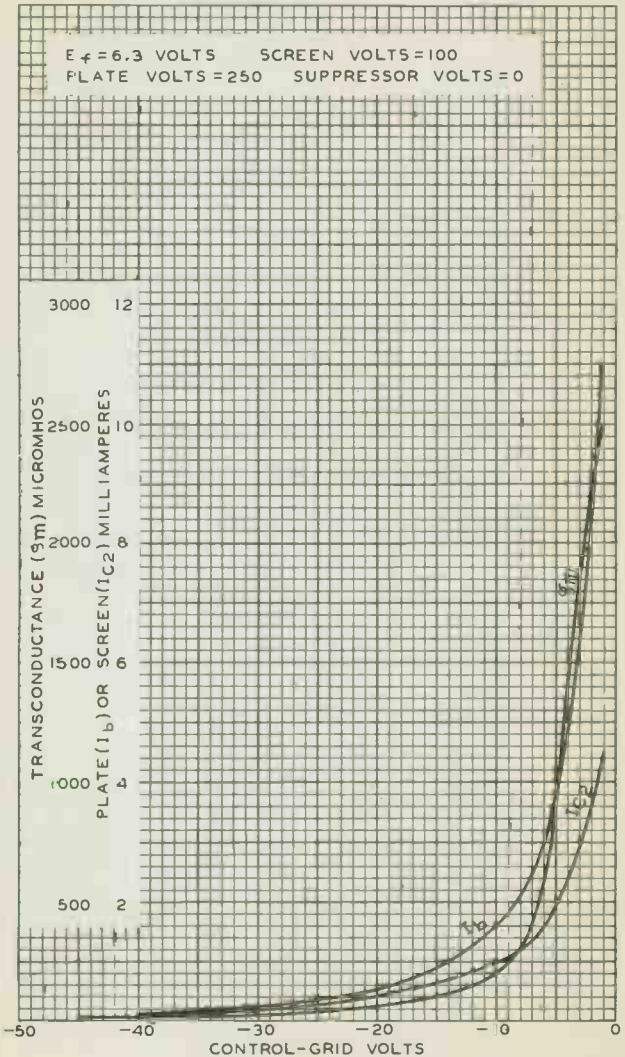 Ef=6.3 VOLTS SCREEN VOLTS=100
PLATE VOLTS=250 SUPPRESSOR VOLTS=0
TRANSCONDUCTANCE (gm) MICROMHOS
PLATE (Ib) OR SCREEN (Ic2) MILLIAMPERES
3000 12
2500 10
2000 8
1500 6
1000 4
500 2
gm
Ic2
Ib
-50 -40 -30 -20 -10 0
CONTROL-GRID VOLTS